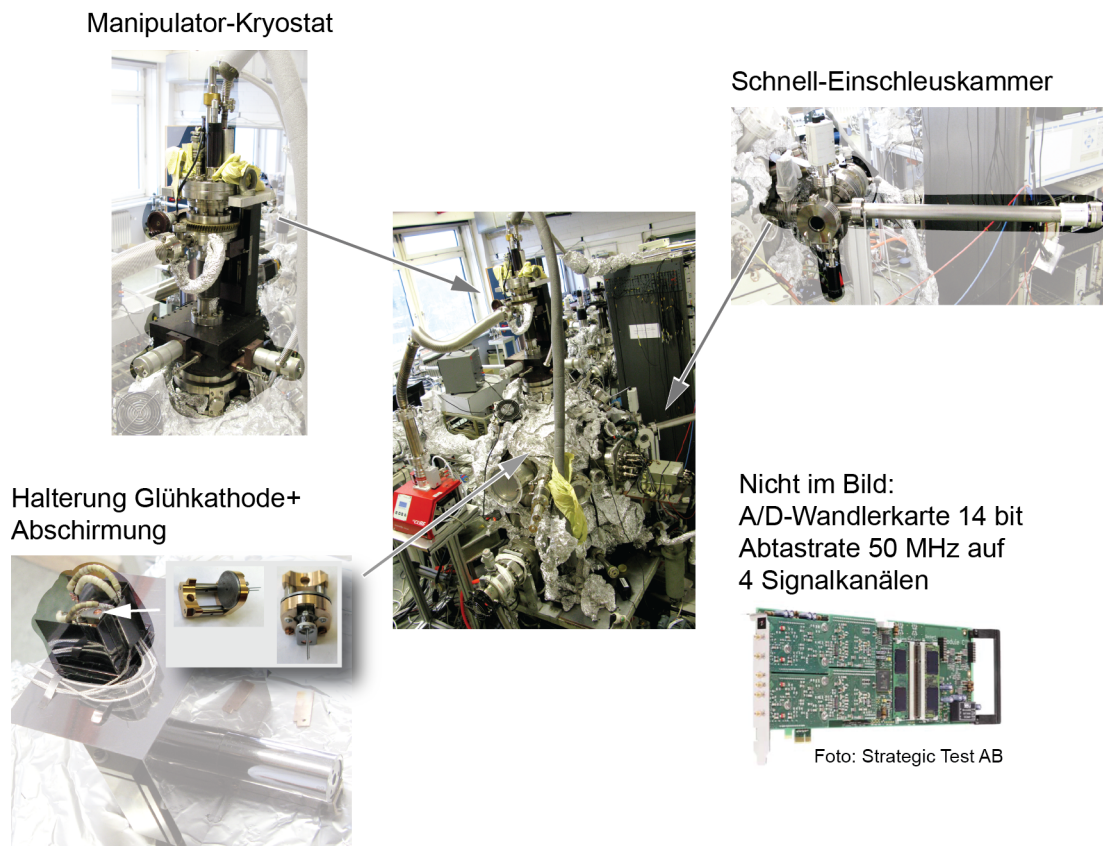 Manipulator-Kryostat
Schnell-Einschleuskammer
Halterung Glühkathode+
Abschirmung
Nicht im Bild:
A/D-Wandlerkarte 14 bit
Abtastrate 50 MHz auf
4 Signalkanälen
Foto: Strategic Test AB